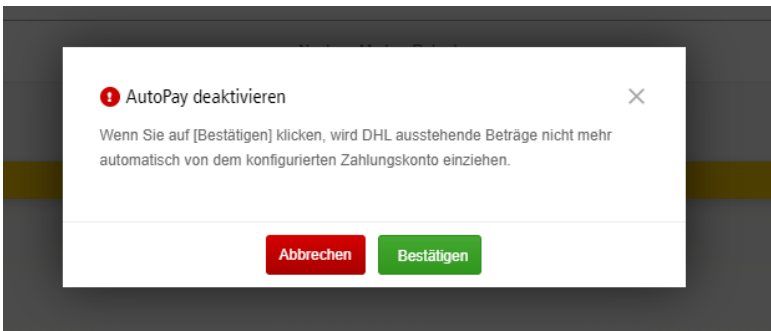 AutoPay deaktivieren
Wenn Sie auf [Bestätigen] klicken, wird DHL ausstehende Beträge nicht mehr
automatisch von dem konfigurierten Zahlungskonto einziehen.
Abbrechen
Bestätigen